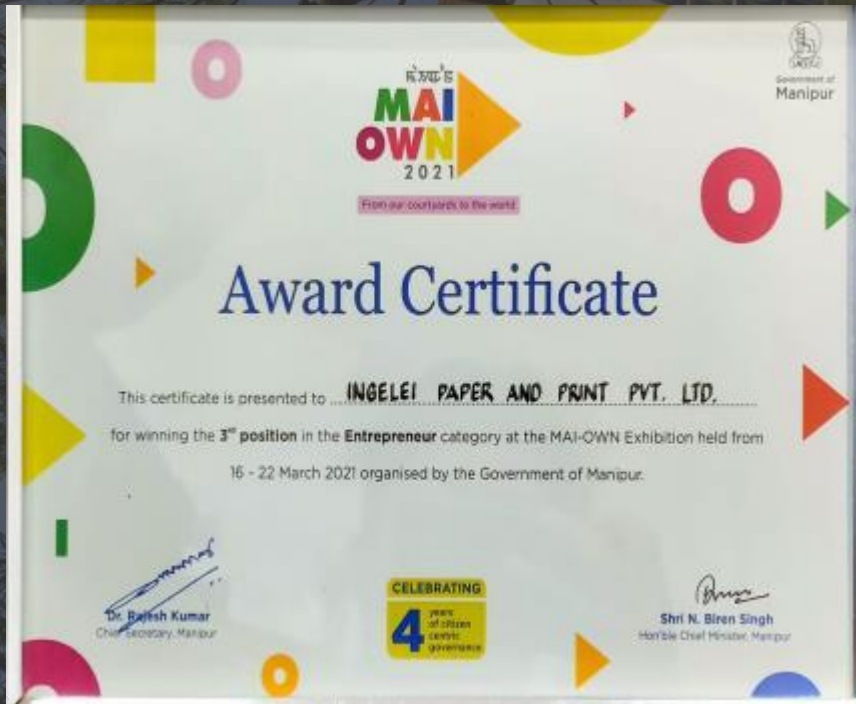 MAI
OWN
2021
From our courtyards to the world
Government of
Manipur
Award Certificate
This certificate is presented to INGELEI PAPER AND PRINT PVT. LTD.
for winning the 3rd position in the Entrepreneur category at the MAI-OWN Exhibition held from
16 - 22 March 2021 organised by the Government of Manipur.
Dr. Rajesh Kumar
Chief Secretary, Manipur
CELEBRATING
4 years
of citizen
centric
governance
Shri N. Biren Singh
Hon'ble Chief Minister, Manipur